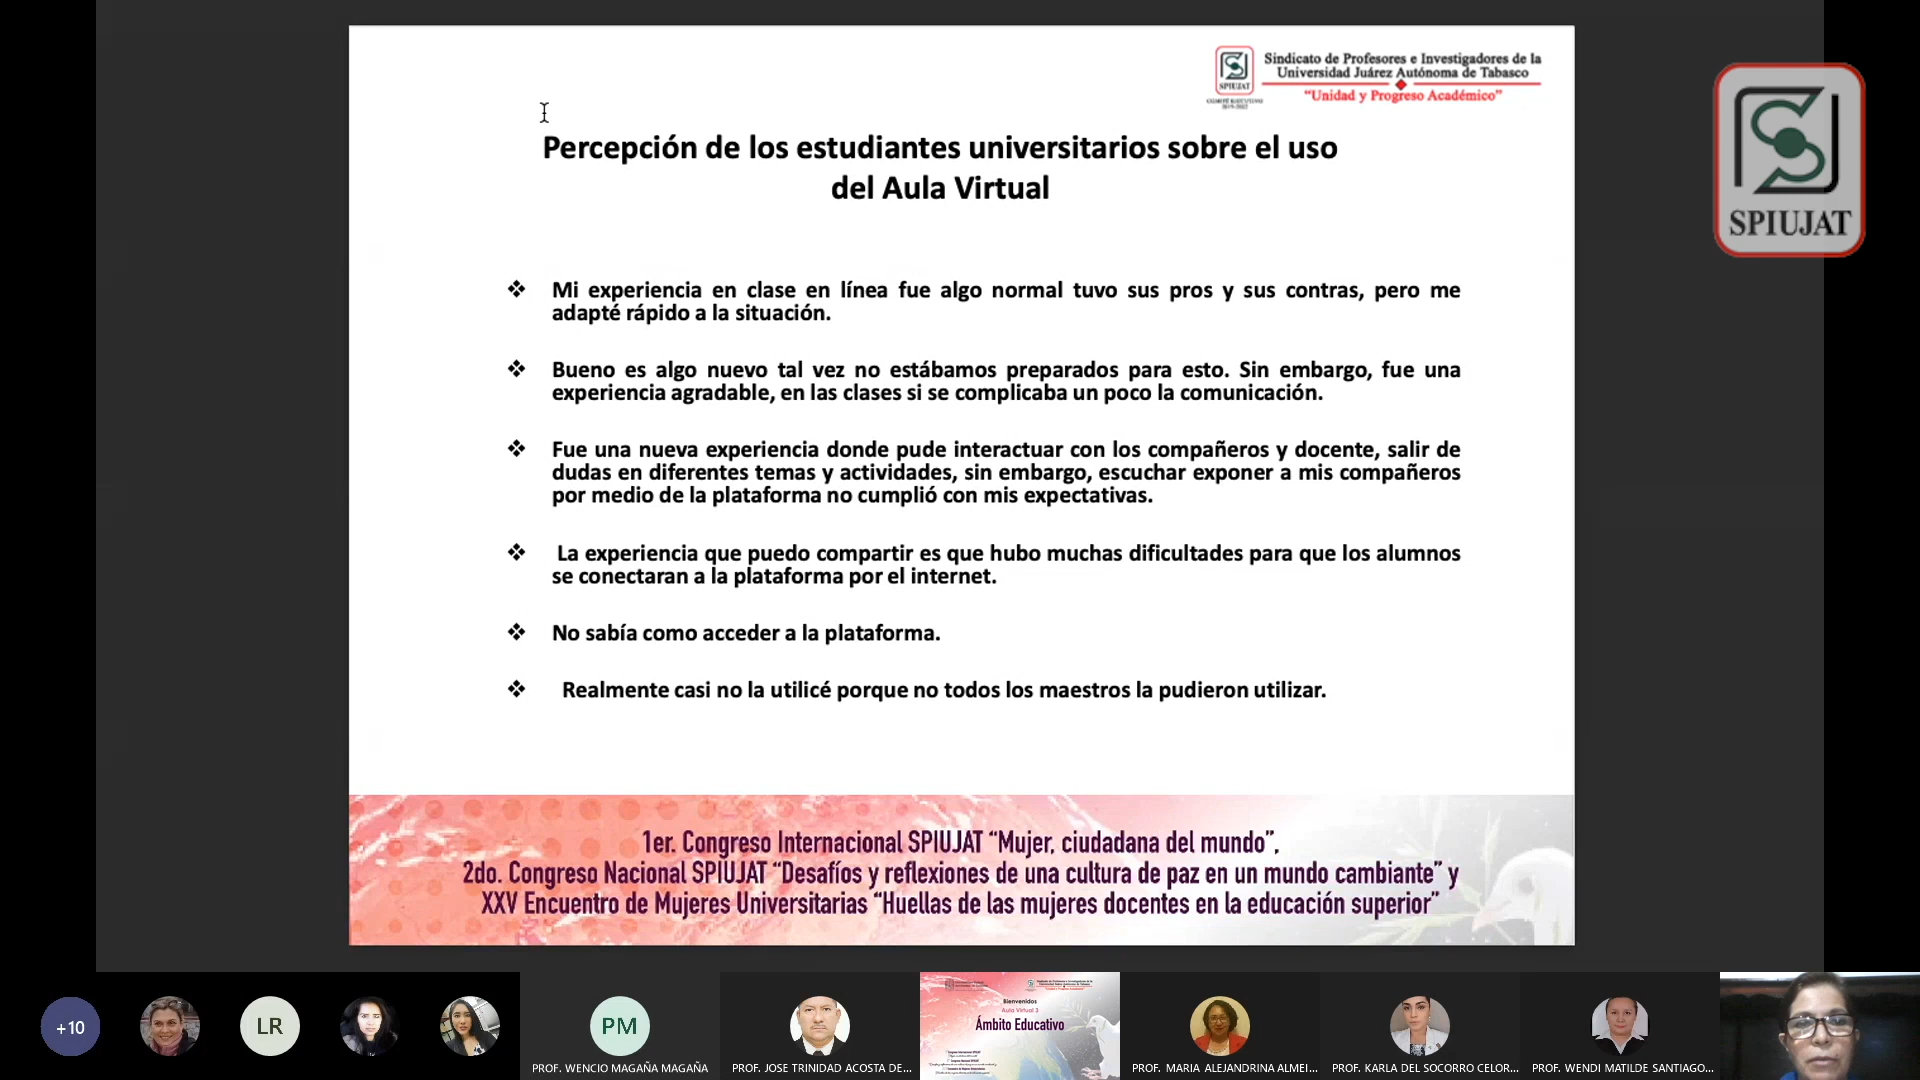 Sindicato de Profesores e Investigadores de la
Universidad Juárez Autónoma de Tabasco
“Unidad y Progreso Académico”
SPIUJAT
COMITÉ EJECUTIVO
SPIUJAT
Percepción de los estudiantes universitarios sobre el uso
del Aula Virtual
❖ Mi experiencia en clase en línea fue algo normal tuvo sus pros y sus contras, pero me
adapté rápido a la situación.
❖ Bueno es algo nuevo tal vez no estábamos preparados para esto. Sin embargo, fue una
experiencia agradable, en las clases si se complicaba un poco la comunicación.
❖ Fue una nueva experiencia donde pude interactuar con los compañeros y docente, salir de
dudas en diferentes temas y actividades, sin embargo, escuchar exponer a mis compañeros
por medio de la plataforma no cumplió con mis expectativas.
❖ La experiencia que puedo compartir es que hubo muchas dificultades para que los alumnos
se conectaran a la plataforma por el internet.
❖ No sabía como acceder a la plataforma.
❖ Realmente casi no la utilicé porque no todos los maestros la pudieron utilizar.
1er. Congreso Internacional SPIUJAT “Mujer, ciudadana del mundo”,
2do. Congreso Nacional SPIUJAT “Desafíos y reflexiones de una cultura de paz en un mundo cambiante” y
XXV Encuentro de Mujeres Universitarias “Huellas de las mujeres docentes en la educación superior”
+10
LR
PM
PROF. WENCIO MAGAÑA MAGAÑA
PROF. JOSE TRINIDAD ACOSTA DE...
Bienvenidos
Aula Virtual 3
Ámbito Educativo
PROF. MARIA ALEJANDRINA ALMEI...
PROF. KARLA DEL SOCORRO CELOR...
PROF. WENDI MATILDE SANTIAGO...